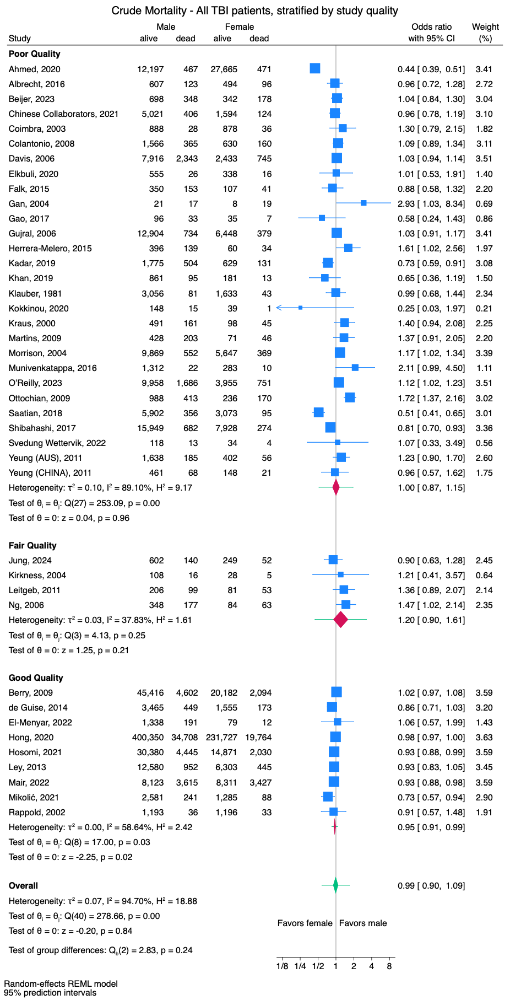 Crude Mortality - All TBI patients, stratified by study quality
Male Female Odds ratio Weight
Study alive dead alive dead with 95% CI (%)
Poor Quality
Ahmed, 2020 12,197 467 27,665 471 0.44 [ 0.39, 0.51] 3.41
Albrecht, 2016 607 123 494 96 0.96 [ 0.72, 1.28] 2.72
Beijer, 2023 698 348 342 178 1.04 [ 0.84, 1.30] 3.04
Chinese Collaborators, 2021 5,021 406 1,594 124 0.96 [ 0.78, 1.19] 3.10
Coimbra, 2003 888 28 878 36 1.30 [ 0.79, 2.15] 1.82
Colantonio, 2008 1,566 365 630 160 1.09 [ 0.89, 1.34] 3.11
Davis, 2006 7,916 2,343 2,433 745 1.03 [ 0.94, 1.14] 3.51
Elkbuli, 2020 555 26 338 16 1.01 [ 0.53, 1.91] 1.40
Falk, 2015 350 153 107 41 0.88 [ 0.58, 1.32] 2.20
Gan, 2004 21 17 8 19 2.93 [ 1.03, 8.34] 0.69
Gao, 2017 96 33 35 7 0.58 [ 0.24, 1.43] 0.86
Gujral, 2006 12,904 734 6,448 379 1.03 [ 0.91, 1.17] 3.41
Herrera-Melero, 2015 396 139 60 34 1.61 [ 1.02, 2.56] 1.97
Kadar, 2019 1,775 504 629 131 0.73 [ 0.59, 0.91] 3.08
Khan, 2019 861 95 181 13 0.65 [ 0.36, 1.19] 1.50
Klauber, 1981 3,056 81 1,633 43 0.99 [ 0.68, 1.44] 2.34
Kokkinou, 2020 148 15 39 1 0.25 [ 0.03, 1.97] 0.21
Kraus, 2000 491 161 98 45 1.40 [ 0.94, 2.08] 2.25
Martins, 2009 428 203 71 46 1.37 [ 0.91, 2.05] 2.20
Morrison, 2004 9,869 552 5,647 369 1.17 [ 1.02, 1.34] 3.39
Munivenkatappa, 2016 1,312 22 283 10 2.11 [ 0.99, 4.50] 1.11
O’Reilly, 2023 9,958 1,686 3,955 751 1.12 [ 1.02, 1.23] 3.51
Ottochian, 2009 988 413 236 170 1.72 [ 1.37, 2.16] 3.02
Saatian, 2018 5,902 356 3,073 95 0.51 [ 0.41, 0.65] 3.01
Shibahashi, 2017 15,949 682 7,928 274 0.81 [ 0.70, 0.93] 3.36
Svedung Wettervik, 2022 118 13 34 4 1.07 [ 0.33, 3.49] 0.56
Yeung (AUS), 2011 1,638 185 402 56 1.23 [ 0.90, 1.70] 2.60
Yeung (CHINA), 2011 461 68 148 21 0.96 [ 0.57, 1.62] 1.75
Heterogeneity: τ² = 0.10, I² = 89.10%, H² = 9.17 1.00 [ 0.87, 1.15]
Test of θᵢ = θⱼ: Q(27) = 253.09, p = 0.00
Test of θ = 0: z = 0.04, p = 0.96
Fair Quality
Jung, 2024 602 140 249 52 0.90 [ 0.63, 1.28] 2.45
Kirkness, 2004 108 16 28 5 1.21 [ 0.41, 3.57] 0.64
Leitgeb, 2011 206 99 81 53 1.36 [ 0.89, 2.07] 2.14
Ng, 2006 348 177 84 63 1.47 [ 1.02, 2.14] 2.35
Heterogeneity: τ² = 0.03, I² = 37.83%, H² = 1.61 1.20 [ 0.90, 1.61]
Test of θᵢ = θⱼ: Q(3) = 4.13, p = 0.25
Test of θ = 0: z = 1.25, p = 0.21
Good Quality
Berry, 2009 45,416 4,602 20,182 2,094 1.02 [ 0.97, 1.08] 3.59
de Guise, 2014 3,465 449 1,555 173 0.86 [ 0.71, 1.03] 3.20
El-Menyar, 2022 1,338 191 79 12 1.06 [ 0.57, 1.99] 1.43
Hong, 2020 400,350 34,708 231,727 19,764 0.98 [ 0.97, 1.00] 3.63
Hosomi, 2021 30,380 4,445 14,871 2,030 0.93 [ 0.88, 0.99] 3.59
Ley, 2013 12,580 952 6,303 445 0.93 [ 0.83, 1.05] 3.45
Mair, 2022 8,123 3,615 8,311 3,427 0.93 [ 0.88, 0.98] 3.59
Mikolić, 2021 2,581 241 1,285 88 0.73 [ 0.57, 0.94] 2.90
Rappold, 2002 1,193 36 1,196 33 0.91 [ 0.57, 1.48] 1.91
Heterogeneity: τ² = 0.00, I² = 58.64%, H² = 2.42 0.95 [ 0.91, 0.99]
Test of θᵢ = θⱼ: Q(8) = 17.00, p = 0.03
Test of θ = 0: z = -2.25, p = 0.02
Overall 0.99 [ 0.90, 1.09]
Heterogeneity: τ² = 0.07, I² = 94.70%, H² = 18.88
Test of θᵢ = θⱼ: Q(40) = 278.66, p = 0.00
Favors female Favors male
Test of θ = 0: z = -0.20, p = 0.84
Test of group differences: Q_b(2) = 2.83, p = 0.24
1/8 1/4 1/2 1 2 4 8
Random-effects REML model
95% prediction intervals